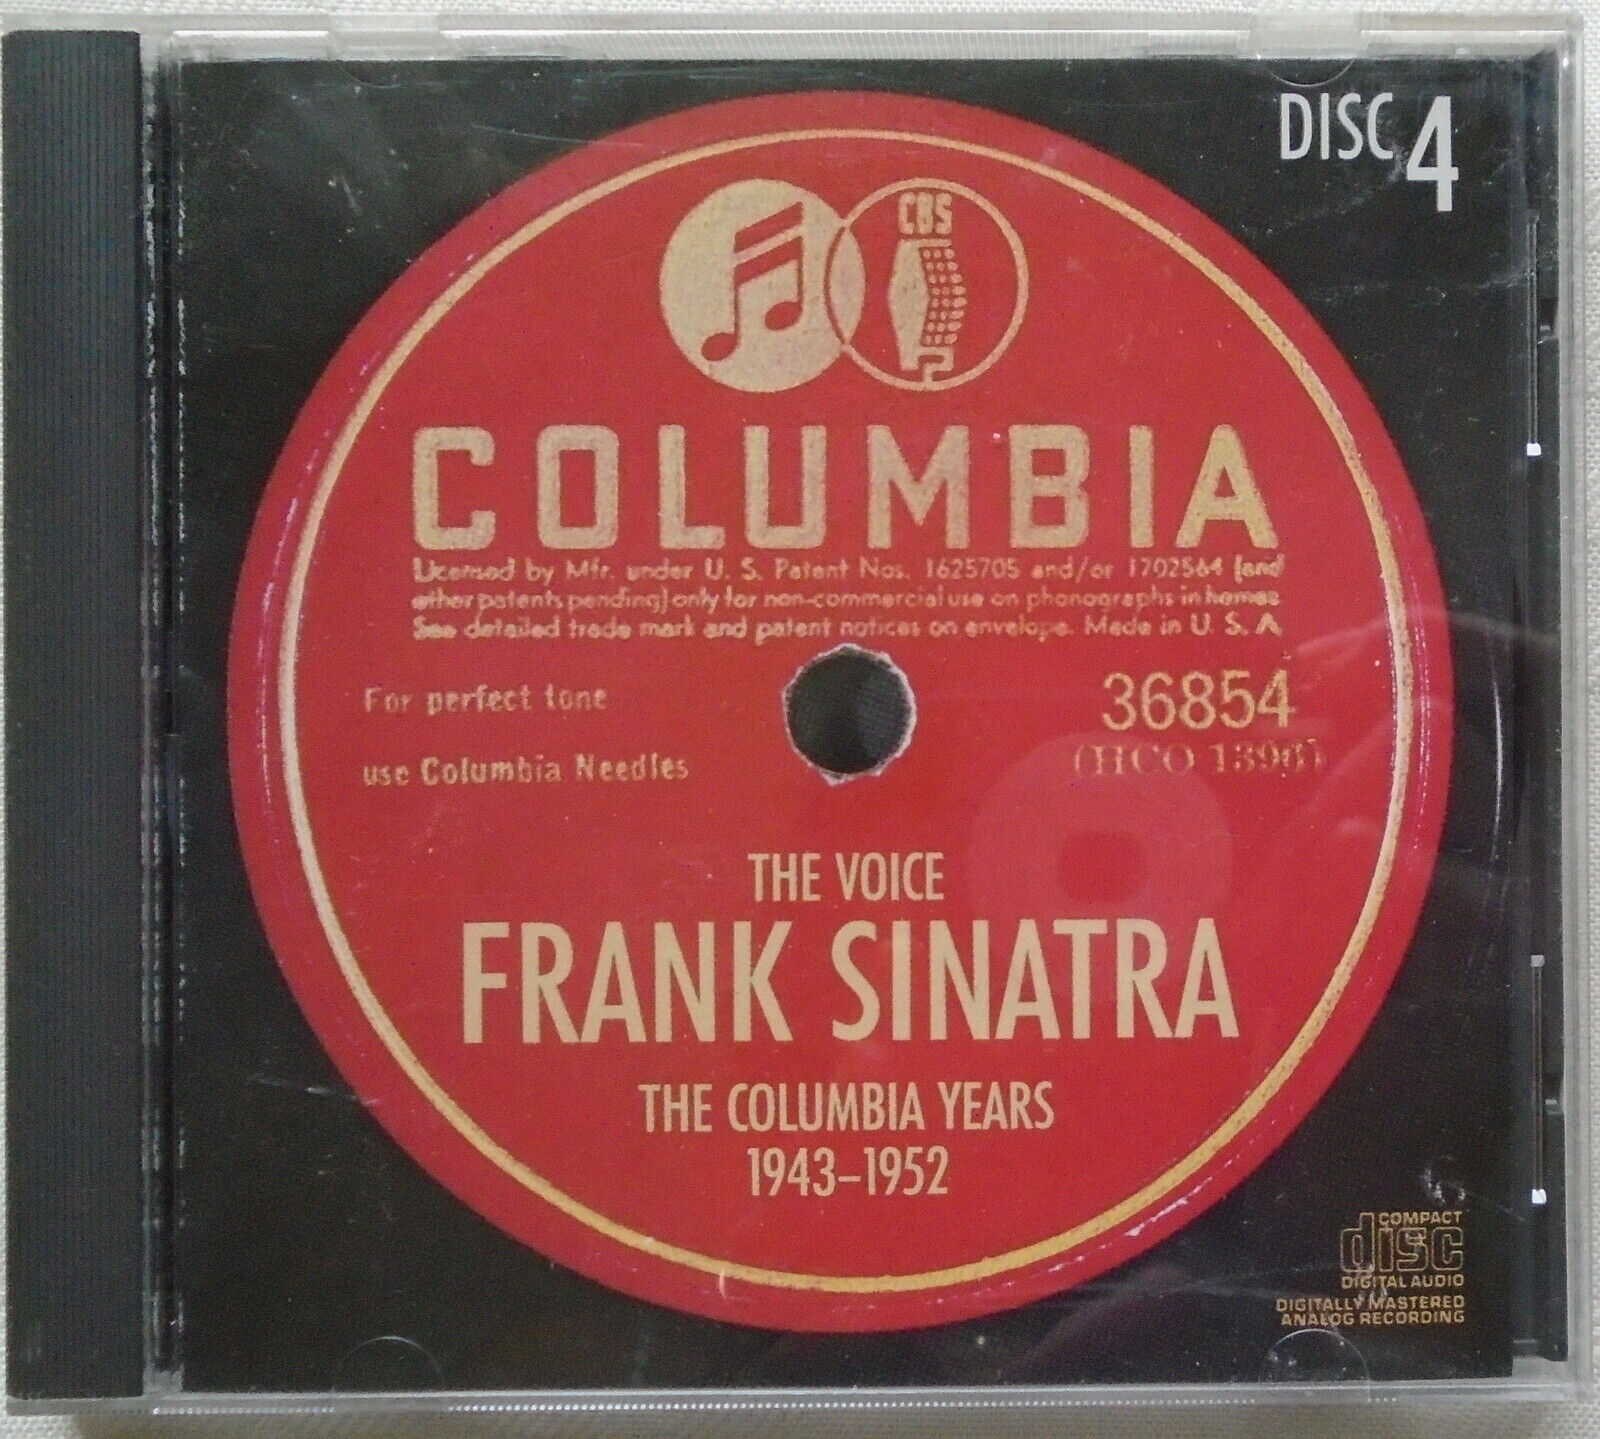 DISC 4
CBS
COLUMBIA
Licensed by Mfr. under U. S. Patent Nos. 1625705 and/or 1702564 (and
other patents pending) only for non-commercial use on phonographs in homes
See detailed trade mark and patent notices on envelope. Made in U. S. A.
For perfect tone
use Columbia Needles
36854
(HCO 1396)
THE VOICE
FRANK SINATRA
THE COLUMBIA YEARS
1943–1952
COMPACT
disc
DIGITAL AUDIO
DIGITALLY MASTERED
ANALOG RECORDING